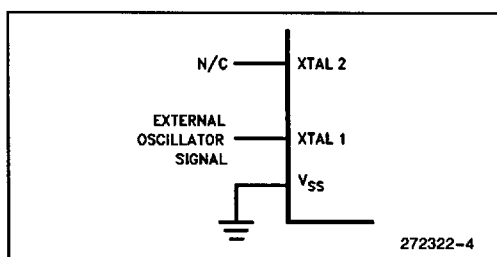 N/C XTAL 2
EXTERNAL
OSCILLATOR
SIGNAL
XTAL 1
VSS
272322-4